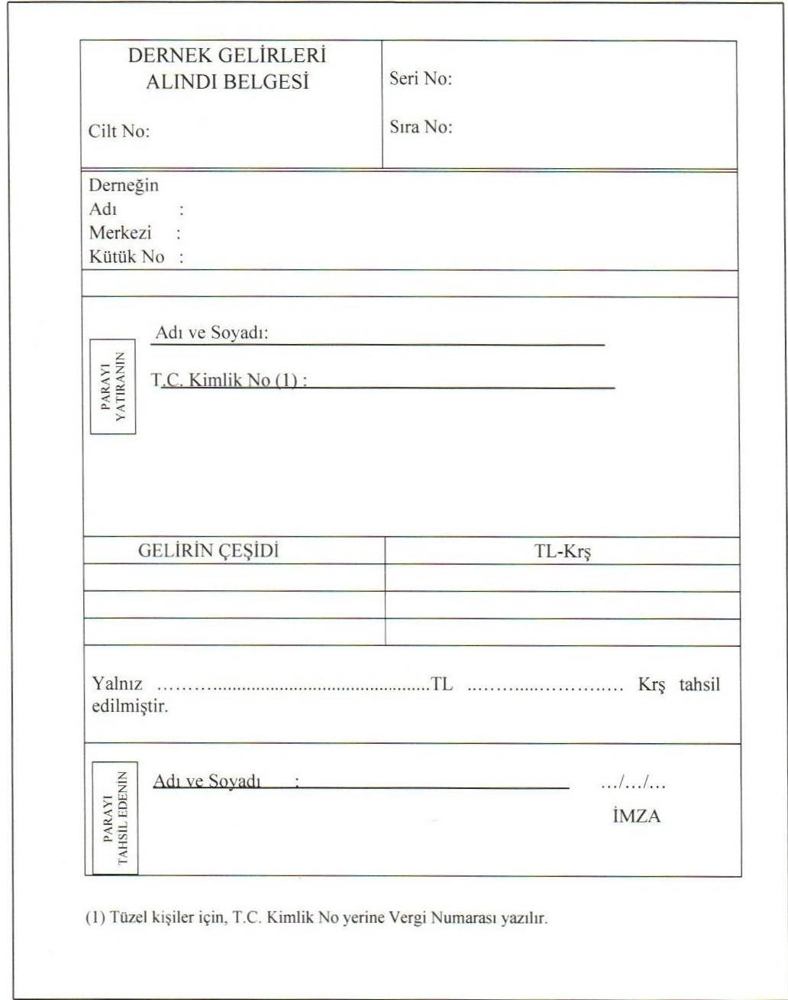 DERNEK GELİRLERİ
ALINDI BELGESİ
Cilt No:
Seri No:
Sıra No:
Derneğin
Adı :
Merkezi :
Kütük No :
PARAYI
YATIRANIN
Adı ve Soyadı:
T.C. Kimlik No (1) :
GELİRİN ÇEŞİDİ TL-Krş
Yalnız ………...............................................TL ..…….....……….… Krş tahsil
edilmiştir.
PARAYI
TAHSİL EDENİN
Adı ve Soyadı : …/…/…
İMZA
(1) Tüzel kişiler için, T.C. Kimlik No yerine Vergi Numarası yazılır.